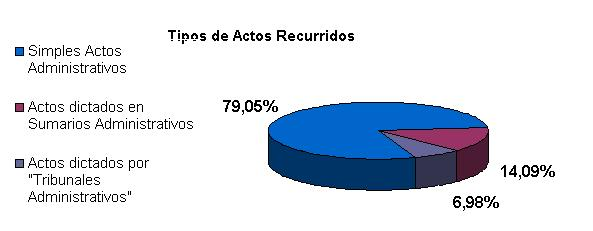 Tipos de Actos Recurridos
Simples Actos
Administrativos
Actos dictados en
Sumarios Administrativos
Actos dictados por
"Tribunales
Administrativos"
79,05%
14,09%
6,98%